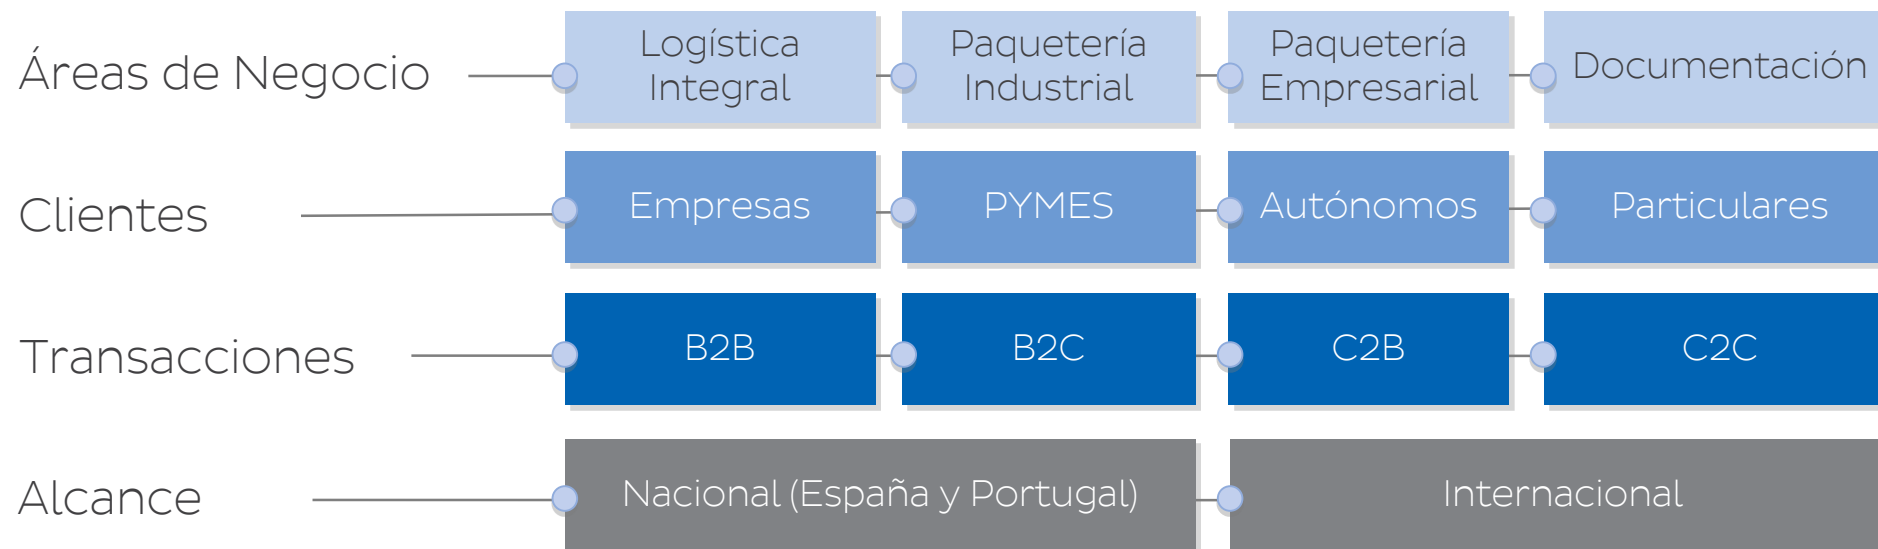 Áreas de Negocio
Logística
Integral
Paquetería
Industrial
Paquetería
Empresarial
Documentación
Clientes
Empresas
PYMES
Autónomos
Particulares
Transacciones
B2B
B2C
C2B
C2C
Alcance
Nacional (España y Portugal)
Internacional